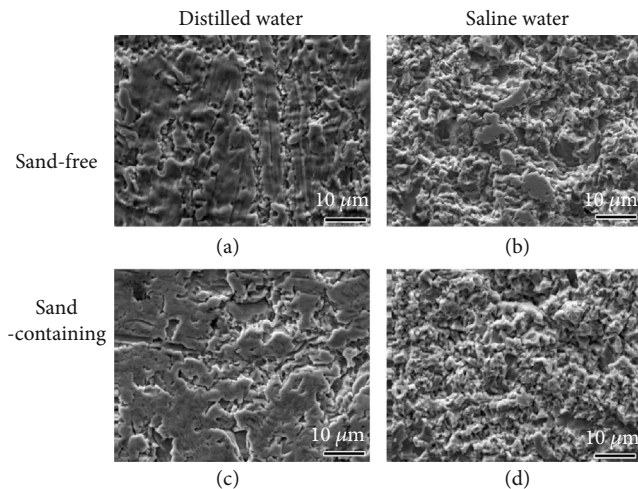 Distilled water
Saline water
Sand-free
10 μm
10 μm
(a)
(b)
Sand
-containing
10 μm
10 μm
(c)
(d)